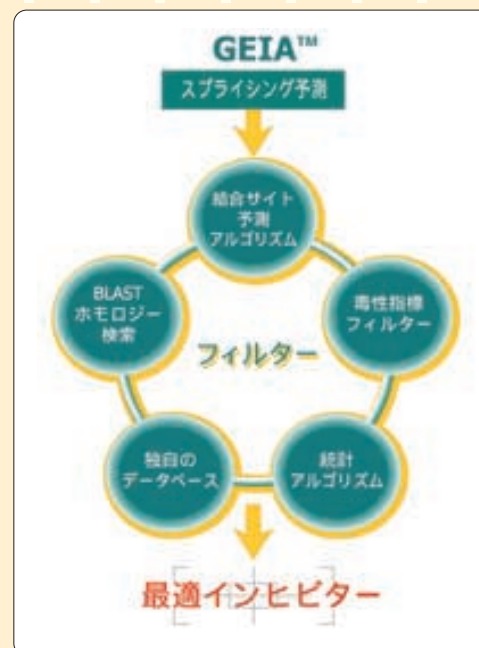 GEIA™
スプライシング予測
結合サイト
予測
アルゴリズム
BLAST
ホモロジー
検索
毒性指標
フィルター
フィルター
独自の
データベース
統計
アルゴリズム
最適インヒビター